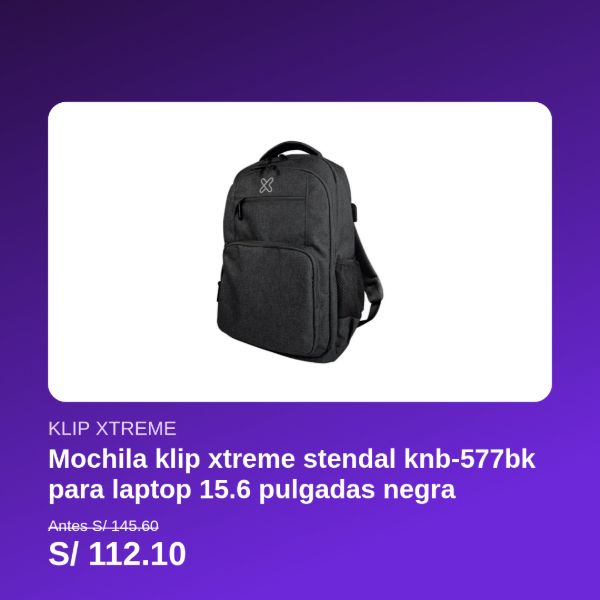 KLIP XTREME
Mochila klip xtreme stendal knb-577bk
para laptop 15.6 pulgadas negra
Antes S/ 145.60
S/ 112.10